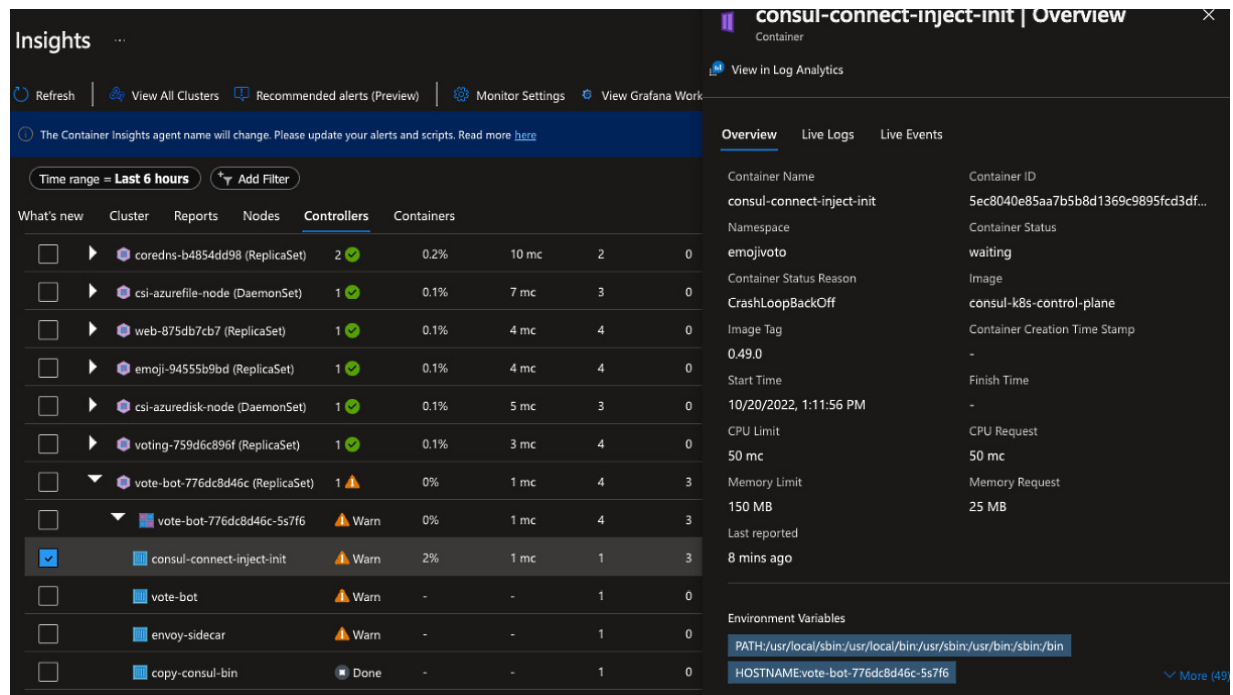 Insights ...
Refresh View All Clusters Recommended alerts (Preview) Monitor Settings View Grafana Work
The Container Insights agent name will change. Please update your alerts and scripts. Read more here
Time range = Last 6 hours Add Filter
What's new Cluster Reports Nodes Controllers Containers
coredns-b4854dd98 (ReplicaSet) 2 0.2% 10 mc 2 0
csi-azurefile-node (DaemonSet) 1 0.1% 7 mc 3 0
web-875db7cb7 (ReplicaSet) 1 0.1% 4 mc 4 0
emoji-94555b9bd (ReplicaSet) 1 0.1% 4 mc 4 0
csi-azuredisk-node (DaemonSet) 1 0.1% 5 mc 3 0
voting-759d6c896f (ReplicaSet) 1 0.1% 3 mc 4 0
vote-bot-776dc8d46c (ReplicaSet) 1 0% 1 mc 4 3
vote-bot-776dc8d46c-5s7f6 Warn 0% 1 mc 4 3
consul-connect-inject-init Warn 2% 1 mc 1 3
vote-bot Warn - - 1 0
envoy-sidecar Warn - - 1 0
copy-consul-bin Done - - 1 0
consul-connect-inject-init | Overview
Container
View in Log Analytics
Overview Live Logs Live Events
Container Name Container ID
consul-connect-inject-init 5ec8040e85aa7b5b8d1369c9895fcd3df...
Namespace Container Status
emojivoto waiting
Container Status Reason Image
CrashLoopBackOff consul-k8s-control-plane
Image Tag Container Creation Time Stamp
0.49.0 -
Start Time Finish Time
10/20/2022, 1:11:56 PM -
CPU Limit CPU Request
50 mc 50 mc
Memory Limit Memory Request
150 MB 25 MB
Last reported
8 mins ago
Environment Variables
PATH:/usr/local/sbin:/usr/local/bin:/usr/sbin:/usr/bin:/sbin:/bin
HOSTNAME:vote-bot-776dc8d46c-5s7f6
More (49)